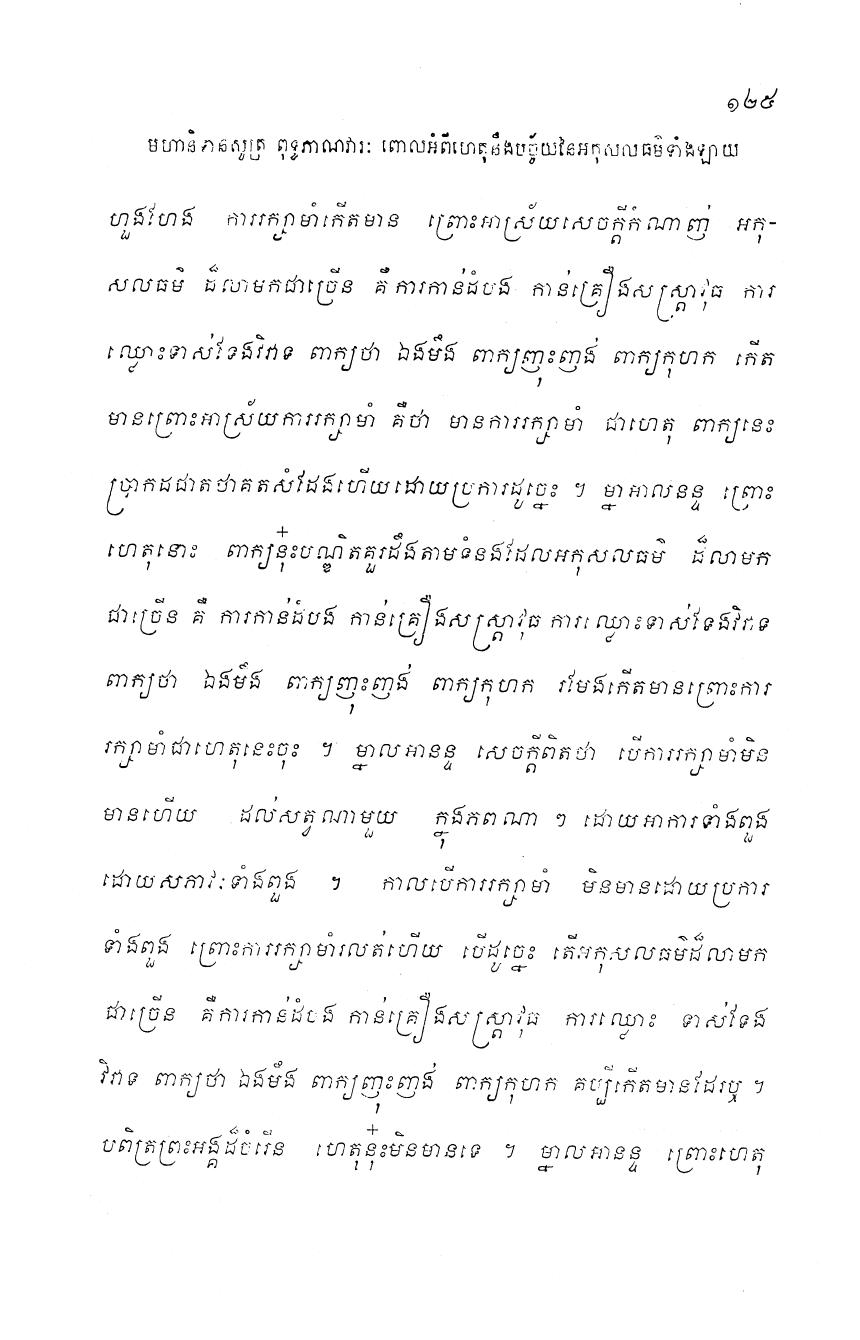 ១២៥
មហានិទានសូត្រ ពុទ្ធភាណវារៈ ពោលអំពីហេតុនឹងបច្ច័យនៃអកុសលធម៌ទាំងឡាយ
ហួងហែង ការរក្សាមាំកើតមាន ព្រោះអាស្រ័យសេចក្តីកំណាញ់ អកុ-
សលធម៌ ដ៏លាមកជាច្រើន គឺការកាន់ដំបង កាន់គ្រឿងសស្ត្រាវុធ ការ
ឈ្លោះទាស់ទែងវិវាទ ពាក្យថា ឯងម៉ឹង ពាក្យញុះញង់ ពាក្យកុហក កើត
មានព្រោះអាស្រ័យការរក្សាមាំ គឺថា មានការរក្សាមាំ ជាហេតុ ពាក្យនេះ
ប្រាកដជាតថាគតសំដែងហើយដោយប្រការដូច្នេះ ។ ម្នាអាលនន្ទ ព្រោះ
ហេតុនោះ ពាក្យនុ៎ះបណ្ឌិតគួរដឹងតាមទំនងដែលអកុសលធម៌ ដ៏លាមក
ជាច្រើន គឺ ការកាន់ដំបង កាន់គ្រឿងសស្ត្រាវុធ ការឈ្លោះទាស់ទែងវិវាទ
ពាក្យថា ឯងម៉ឹង ពាក្យញុះញង់ ពាក្យកុហក រមែងកើតមានព្រោះការ
រក្សាមាំជាហេតុនេះចុះ ។ ម្នាលអានន្ទ សេចក្តីពិតថា បើការរក្សាមាំមិន
មានហើយ ដល់សត្វណាមួយ ក្នុងភពណា ៗ ដោយអាការទាំងពួង
ដោយសភាវៈទាំងពួង ។ កាលបើការរក្សាមាំ មិនមានដោយប្រការ
ទាំងពួង ព្រោះការរក្សាមាំរលត់ហើយ បើដូច្នេះ តើអកុសលធម៌ដ៏លាមក
ជាច្រើន គឺការកាន់ដំបង កាន់គ្រឿងសស្ត្រាវុធ ការឈ្លោះ ទាស់ទែង
វិវាទ ពាក្យថា ឯងម៉ឹង ពាក្យញុះញង់ ពាក្យកុហក គប្បីកើតមានដែរឬ ។
បពិត្រព្រះអង្គដ៏ចំរើន ហេតុនុ៎ះមិនមានទេ ។ ម្នាលអានន្ទ ព្រោះហេតុ